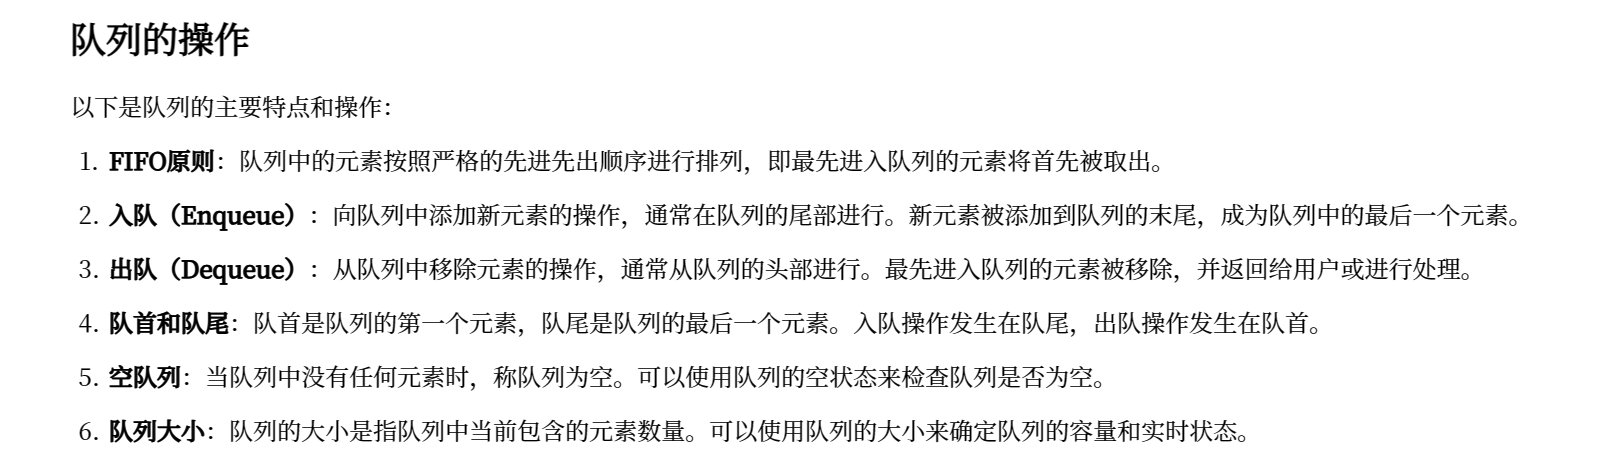 队列的操作
以下是队列的主要特点和操作：
1. FIFO原则：队列中的元素按照严格的先进先出顺序进行排列，即最先进入队列的元素将首先被取出。
2. 入队（Enqueue）：向队列中添加新元素的操作，通常在队列的尾部进行。新元素被添加到队列的末尾，成为队列中的最后一个元素。
3. 出队（Dequeue）：从队列中移除元素的操作，通常从队列的头部进行。最先进入队列的元素被移除，并返回给用户或进行处理。
4. 队首和队尾：队首是队列的第一个元素，队尾是队列的最后一个元素。入队操作发生在队尾，出队操作发生在队首。
5. 空队列：当队列中没有任何元素时，称队列为空。可以使用队列的空状态来检查队列是否为空。
6. 队列大小：队列的大小是指队列中当前包含的元素数量。可以使用队列的大小来确定队列的容量和实时状态。